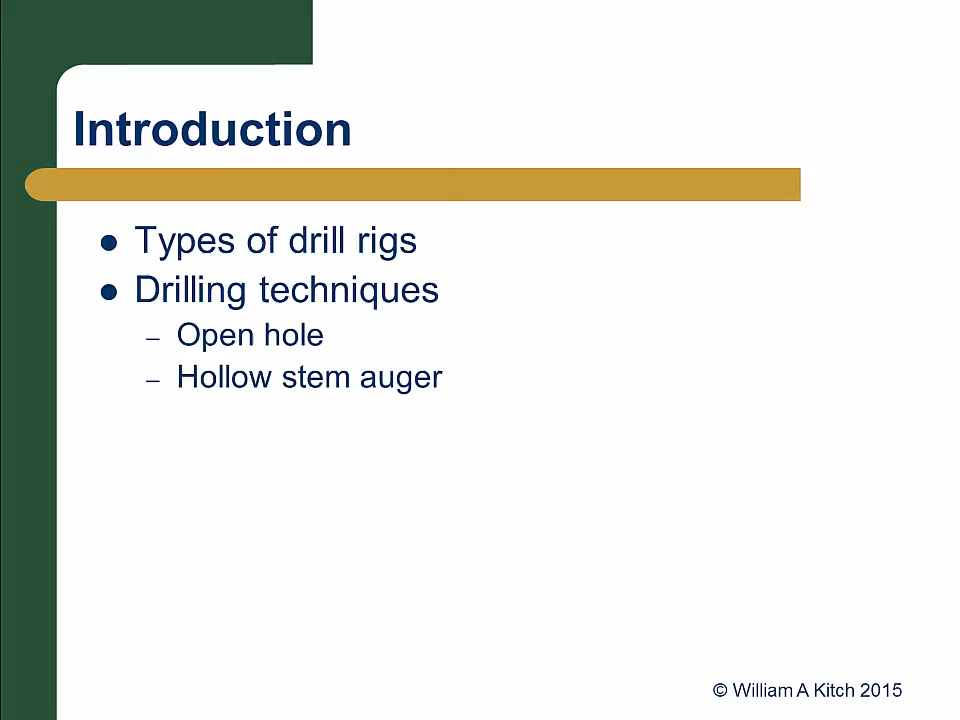 Introduction
● Types of drill rigs
● Drilling techniques
– Open hole
– Hollow stem auger
© William A Kitch 2015